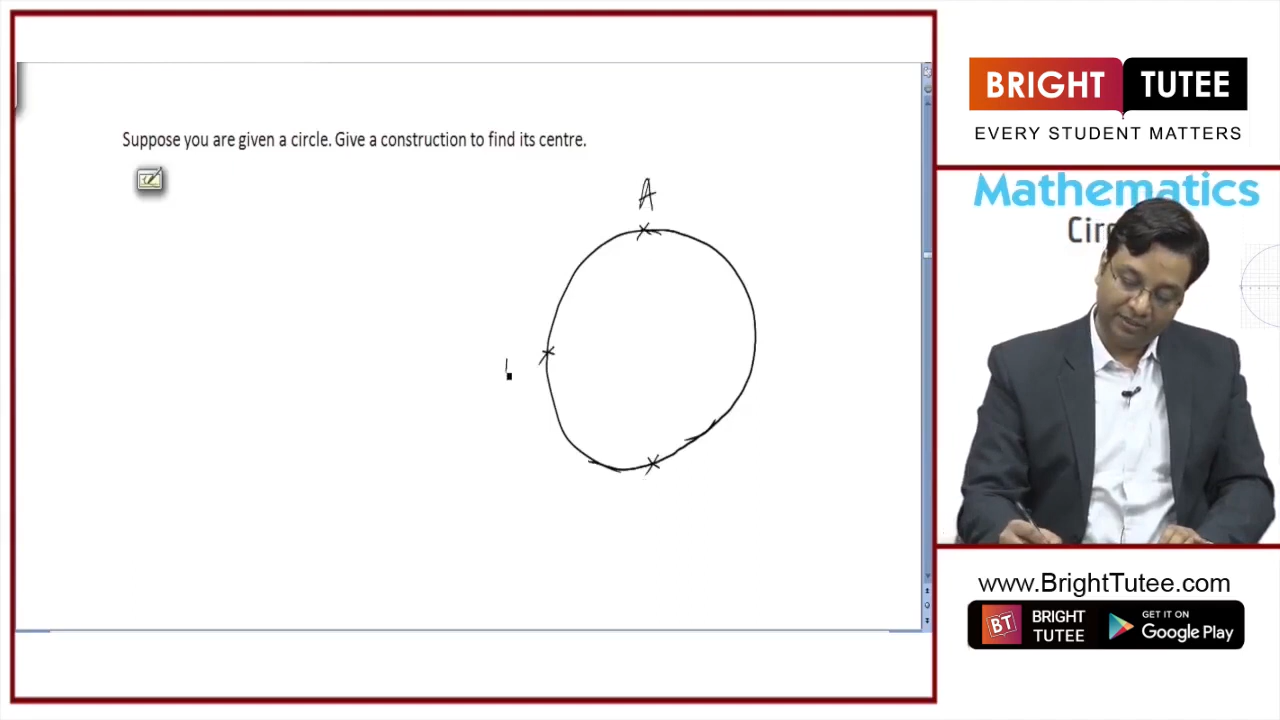 BRIGHT TUTEE
EVERY STUDENT MATTERS
Suppose you are given a circle. Give a construction to find its centre.
A
Mathematics
www.BrightTutee.com
BT BRIGHT TUTEE
GET IT ON
Google Play